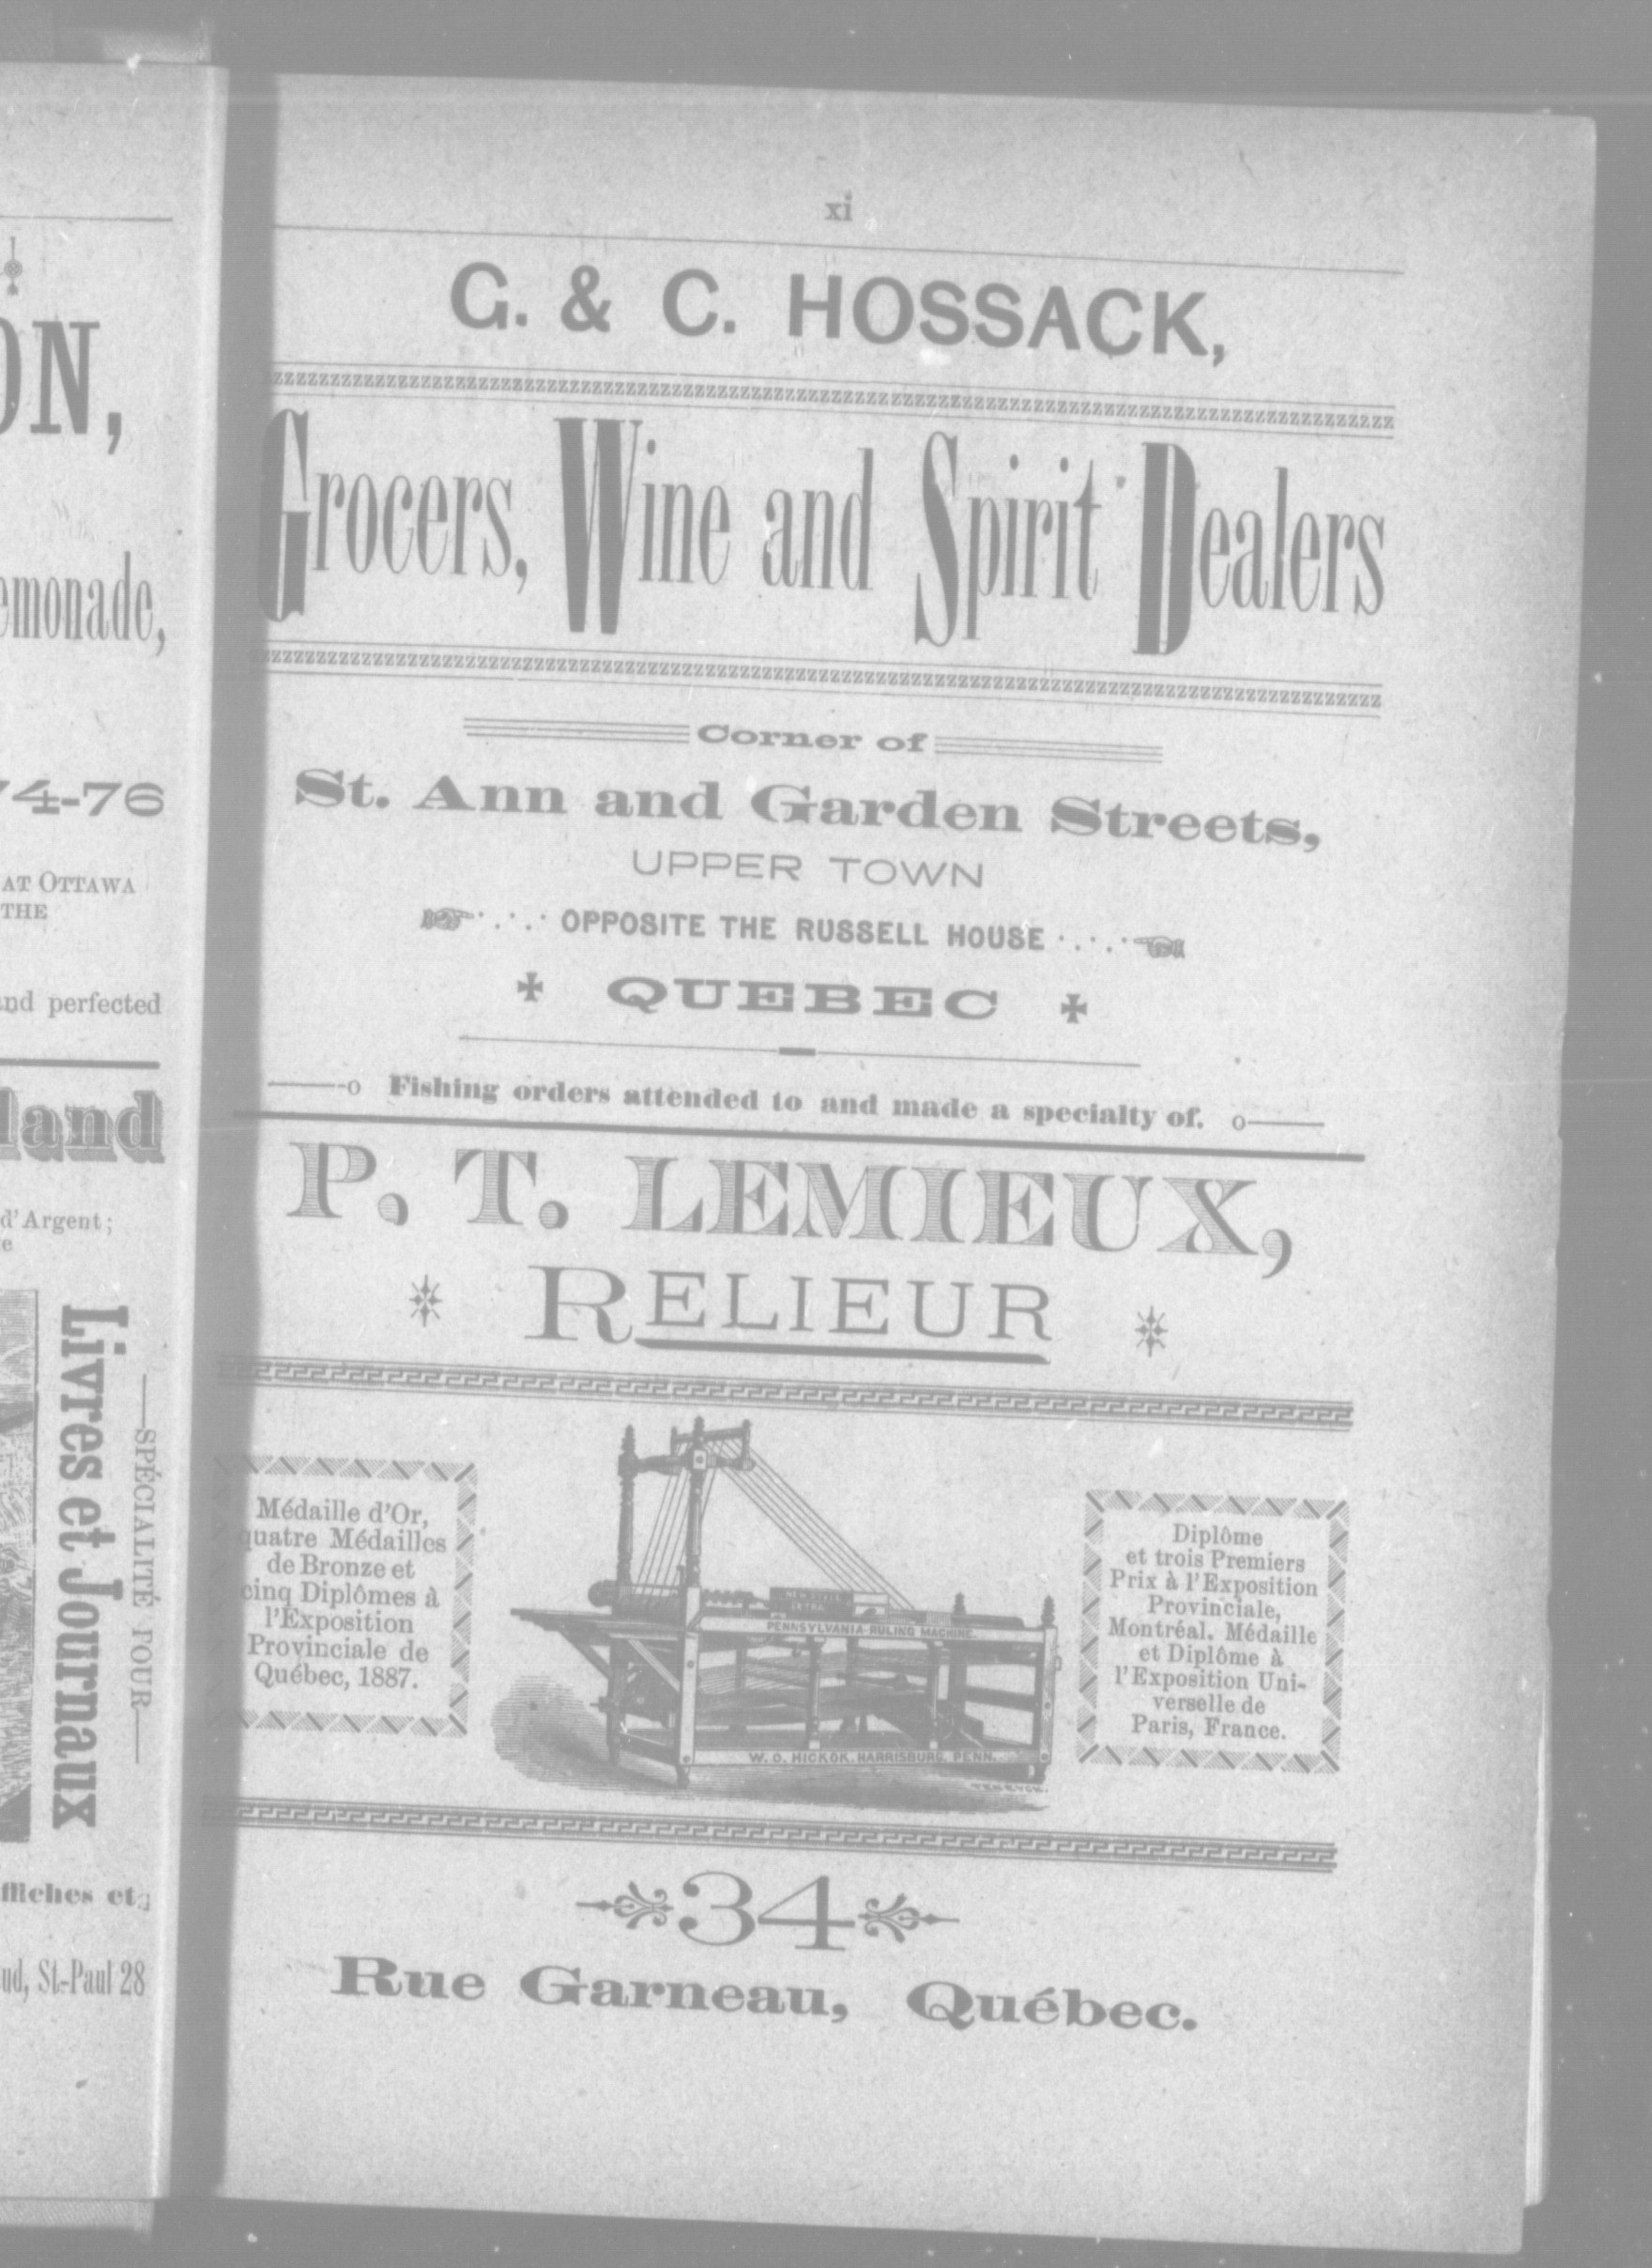 ON,
emonade,
74-76
AT OTTAWA
THE
and perfected
land
d'Argent;
e
Livres et Journaux
SPÉCIALITÉ POUR
ffiches et
ud, St-Paul 28
xi
G. & C. HOSSACK,
Grocers, Wine and Spirit Dealers
Corner of
St. Ann and Garden Streets,
UPPER TOWN
OPPOSITE THE RUSSELL HOUSE
QUEBEC
Fishing orders attended to and made a specialty of.
P. T. LEMIEUX,
RELIEUR
Médaille d'Or,
quatre Médailles
de Bronze et
cinq Diplômes à
l'Exposition
Provinciale de
Québec, 1887.
PENNSYLVANIA RULING MACHINE.
W. O. HICKOK. HARRISBURG. PENN.
Diplôme
et trois Premiers
Prix à l'Exposition
Provinciale,
Montréal. Médaille
et Diplôme à
l'Exposition Uni-
verselle de
Paris, France.
34
Rue Garneau, Québec.